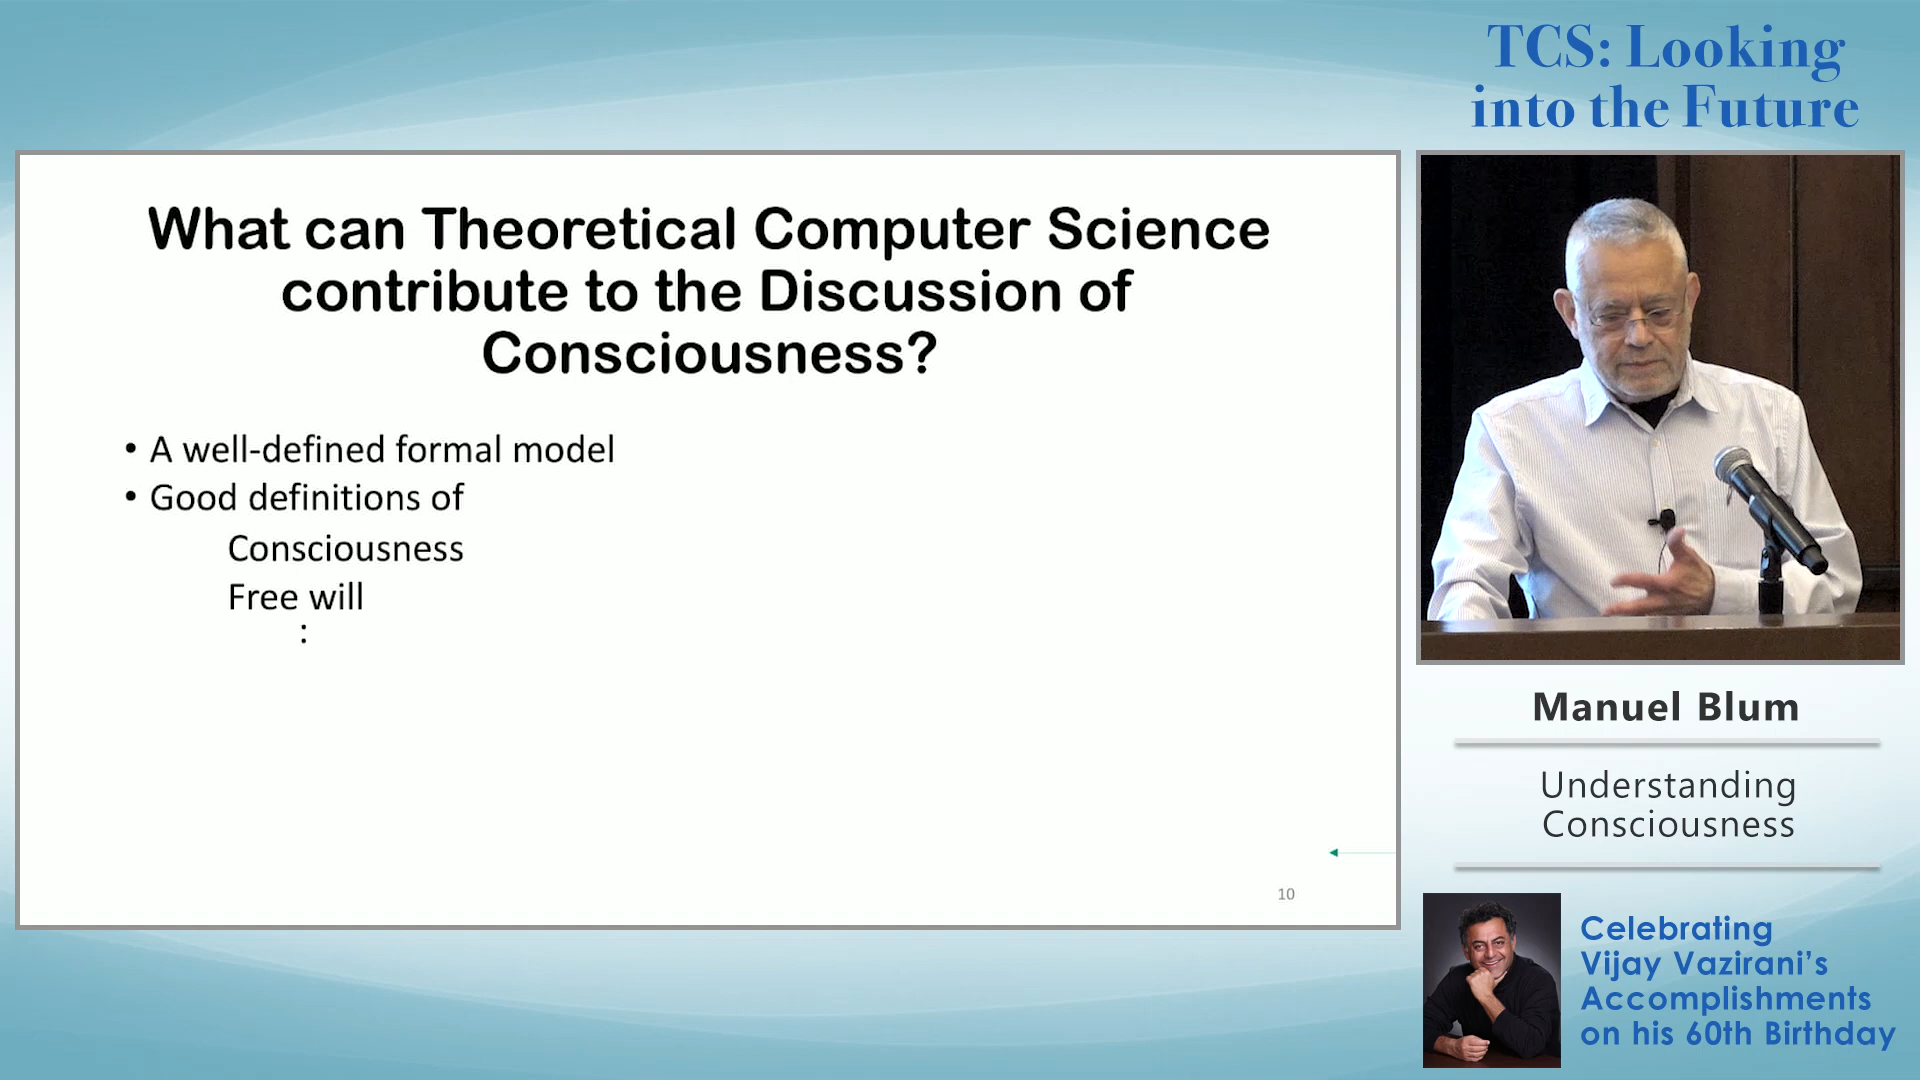 TCS: Looking
into the Future
What can Theoretical Computer Science
contribute to the Discussion of
Consciousness?
• A well-defined formal model
• Good definitions of
Consciousness
Free will
:
10
Manuel Blum
Understanding
Consciousness
Celebrating
Vijay Vazirani's
Accomplishments
on his 60th Birthday